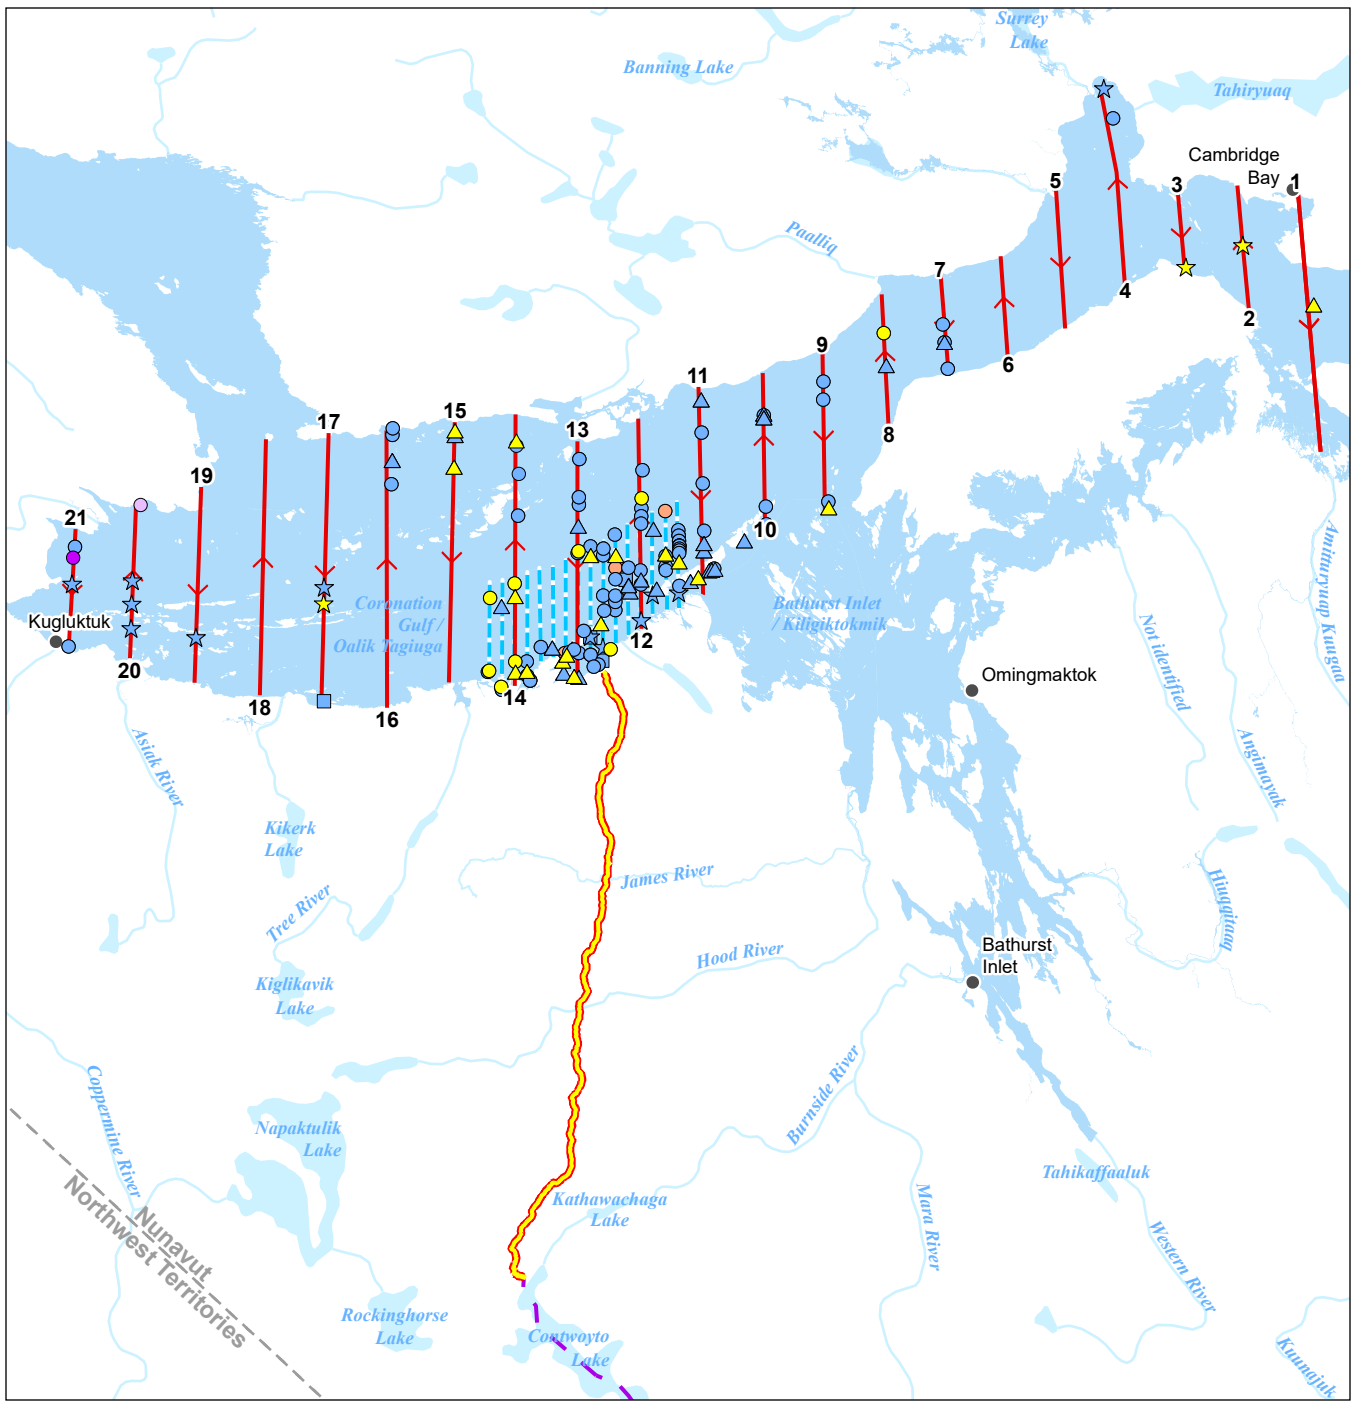 Surrey
Lake
Banning Lake
Tahiryuaq
Cambridge
Bay
1
5
3
Paalliq
7
4
2
9
6
11
8
15
17
13
19
21
10
Coronation
Gulf /
Oalik Tagiuga
Bathurst Inlet
/ Kiligiktokmik
Kugluktuk
12
20
Omingmaktok
14
18
16
Amitturyuap Kuugaa
Not identified
Angimayak
Asiak River
Kikerk
Lake
James River
Tree River
Hiuqqitaaq
Hood River
Bathurst
Inlet
Kiglikavik
Lake
Coppermine River
Burnside River
Napaktulik
Lake
Tahikaffaaluk
Kathawachaga
Lake
Mara River
Western River
Nunavut
Northwest Territories
Rockinghorse
Lake
Contwoyto
Lake
Kuunajuk